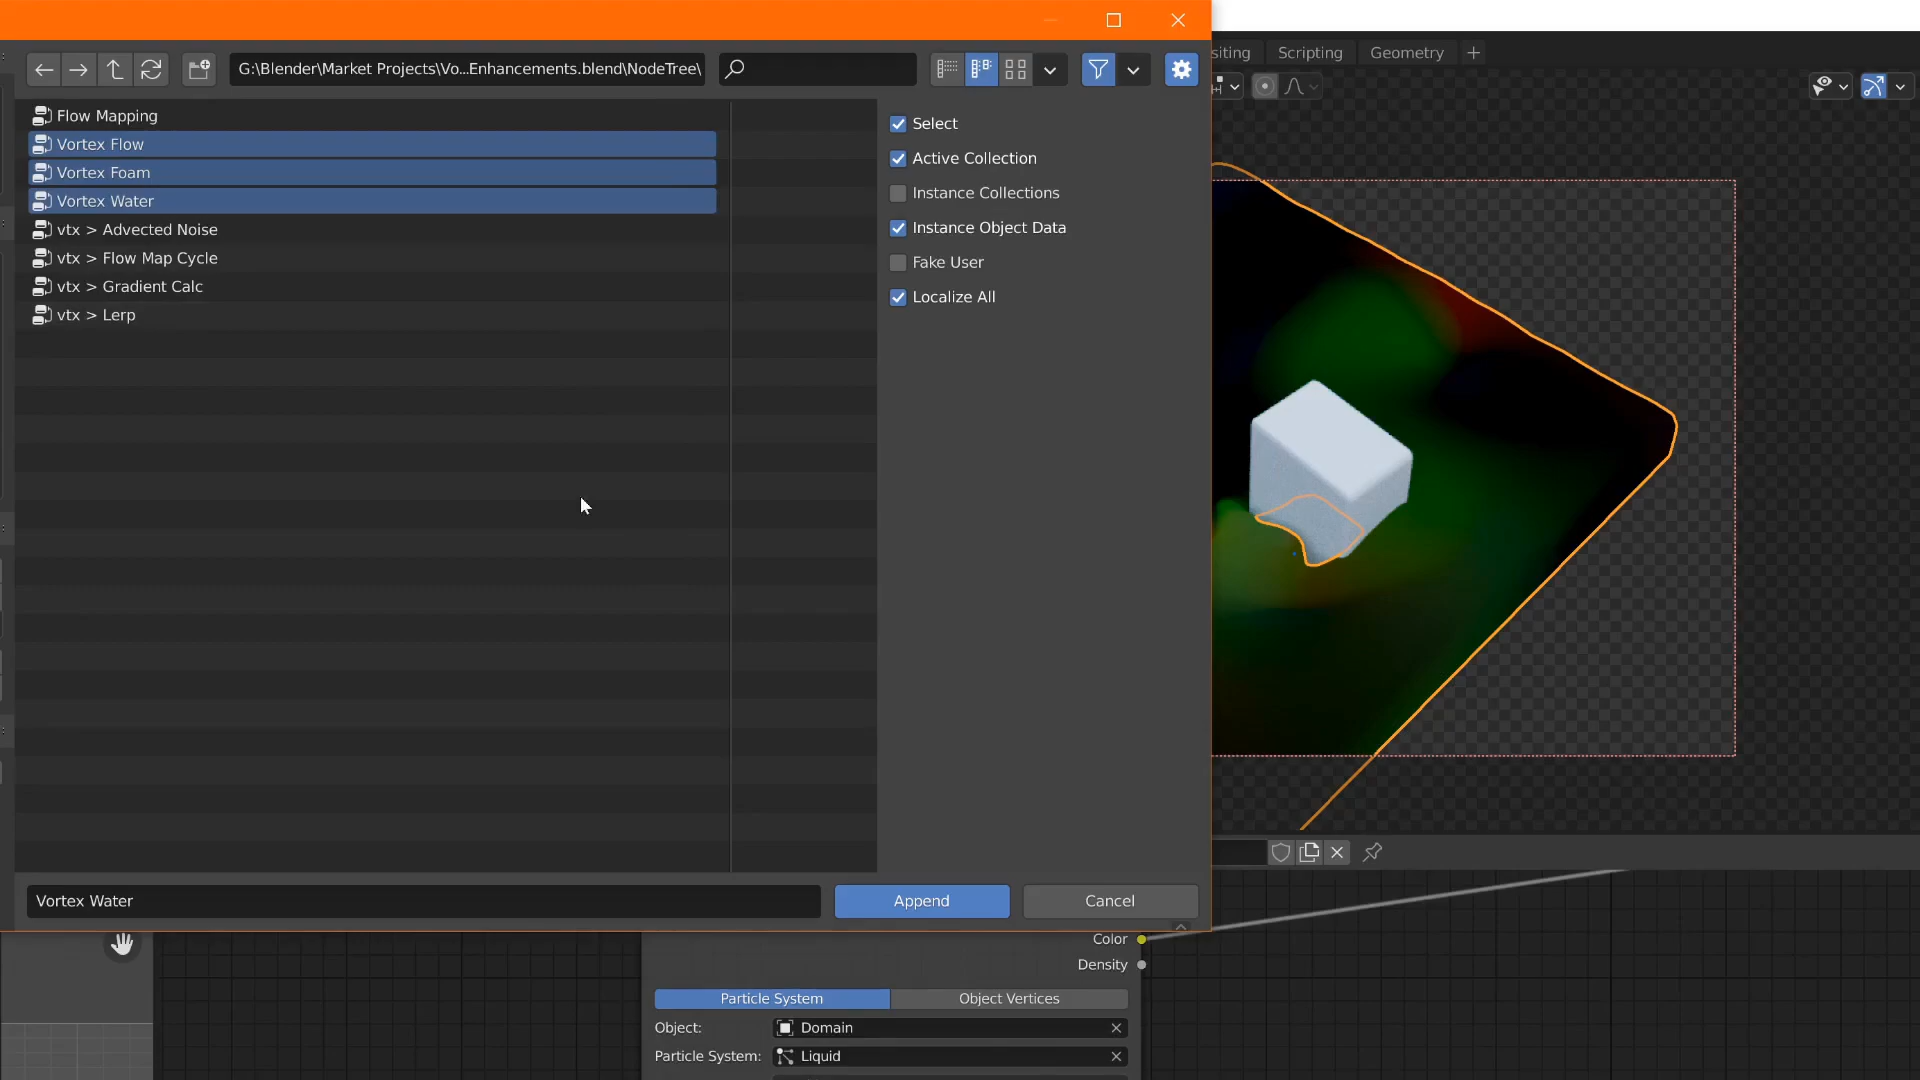 siting
Scripting
Geometry
G:\Blender\Market Projects\Vo...Enhancements.blend\NodeTree\
Flow Mapping
Vortex Flow
Vortex Foam
Vortex Water
vtx > Advected Noise
vtx > Flow Map Cycle
vtx > Gradient Calc
vtx > Lerp
Select
Active Collection
Instance Collections
Instance Object Data
Fake User
Localize All
Vortex Water
Append
Cancel
Color
Density
Particle System
Object Vertices
Object:
Domain
Particle System:
Liquid